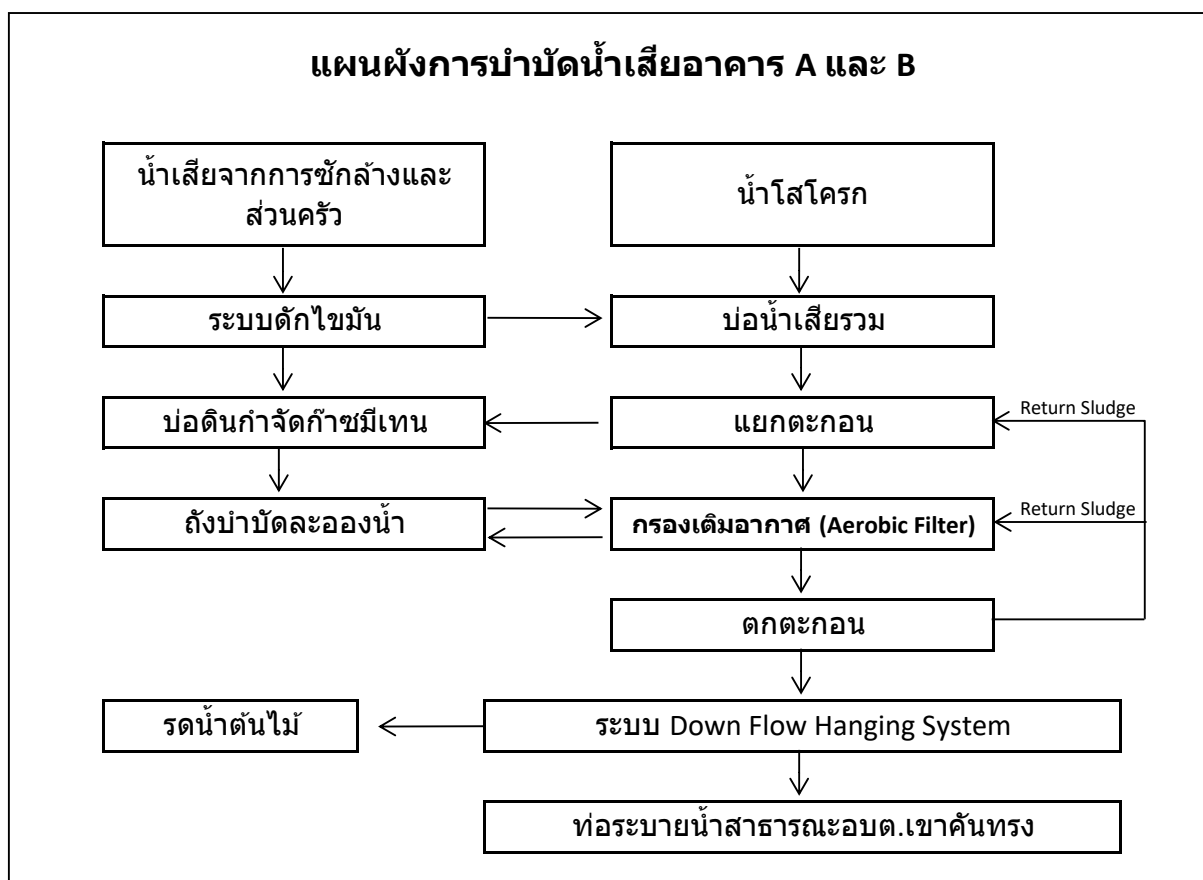 แผนผังการบำบัดน้ำเสียอาคาร A และ B
น้ำเสียจากการซักล้างและ
ส่วนครัว
น้ำโสโครก
ระบบดักไขมัน
บ่อน้ำเสียรวม
บ่อดินกำจัดก๊าซมีเทน
แยกตะกอน
Return Sludge
ถังบำบัดละอองน้ำ
กรองเติมอากาศ (Aerobic Filter)
Return Sludge
ตกตะกอน
รดน้ำต้นไม้
ระบบ Down Flow Hanging System
ท่อระบายน้ำสาธารณะอบต.เขาคันทรง